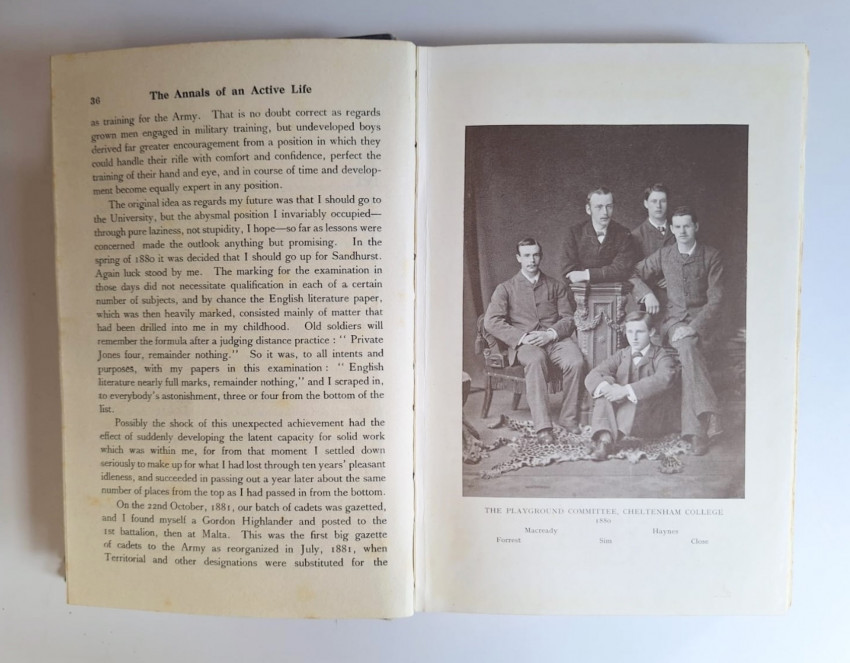 36 The Annals of an Active Life
as training for the Army. That is no doubt correct as regards
grown men engaged in military training, but undeveloped boys
derived far greater encouragement from a position in which they
could handle their rifle with comfort and confidence, perfect the
training of their hand and eye, and in course of time and develop-
ment become equally expert in any position.
The original idea as regards my future was that I should go to
the University, but the abysmal position I invariably occupied—
through pure laziness, not stupidity, I hope—so far as lessons were
concerned made the outlook anything but promising. In the
spring of 1880 it was decided that I should go up for Sandhurst.
Again luck stood by me. The marking for the examination in
those days did not necessitate qualification in each of a certain
number of subjects, and by chance the English literature paper,
which was then heavily marked, consisted mainly of matter that
had been drilled into me in my childhood. Old soldiers will
remember the formula after a judging distance practice : " Private
Jones four, remainder nothing." So it was, to all intents and
purposes, with my papers in this examination : " English
literature nearly full marks, remainder nothing," and I scraped in,
to everybody's astonishment, three or four from the bottom of the
list.
Possibly the shock of this unexpected achievement had the
effect of suddenly developing the latent capacity for solid work
which was within me, for from that moment I settled down
seriously to make up for what I had lost through ten years' pleasant
idleness, and succeeded in passing out a year later about the same
number of places from the top as I had passed in from the bottom.
On the 22nd October, 1881, our batch of cadets was gazetted,
and I found myself a Gordon Highlander and posted to the
1st battalion, then at Malta. This was the first big gazette
of cadets to the Army as reorganized in July, 1881, when
Territorial and other designations were substituted for the
THE PLAYGROUND COMMITTEE, CHELTENHAM COLLEGE
1880
Macready Haynes
Forrest Sim Close